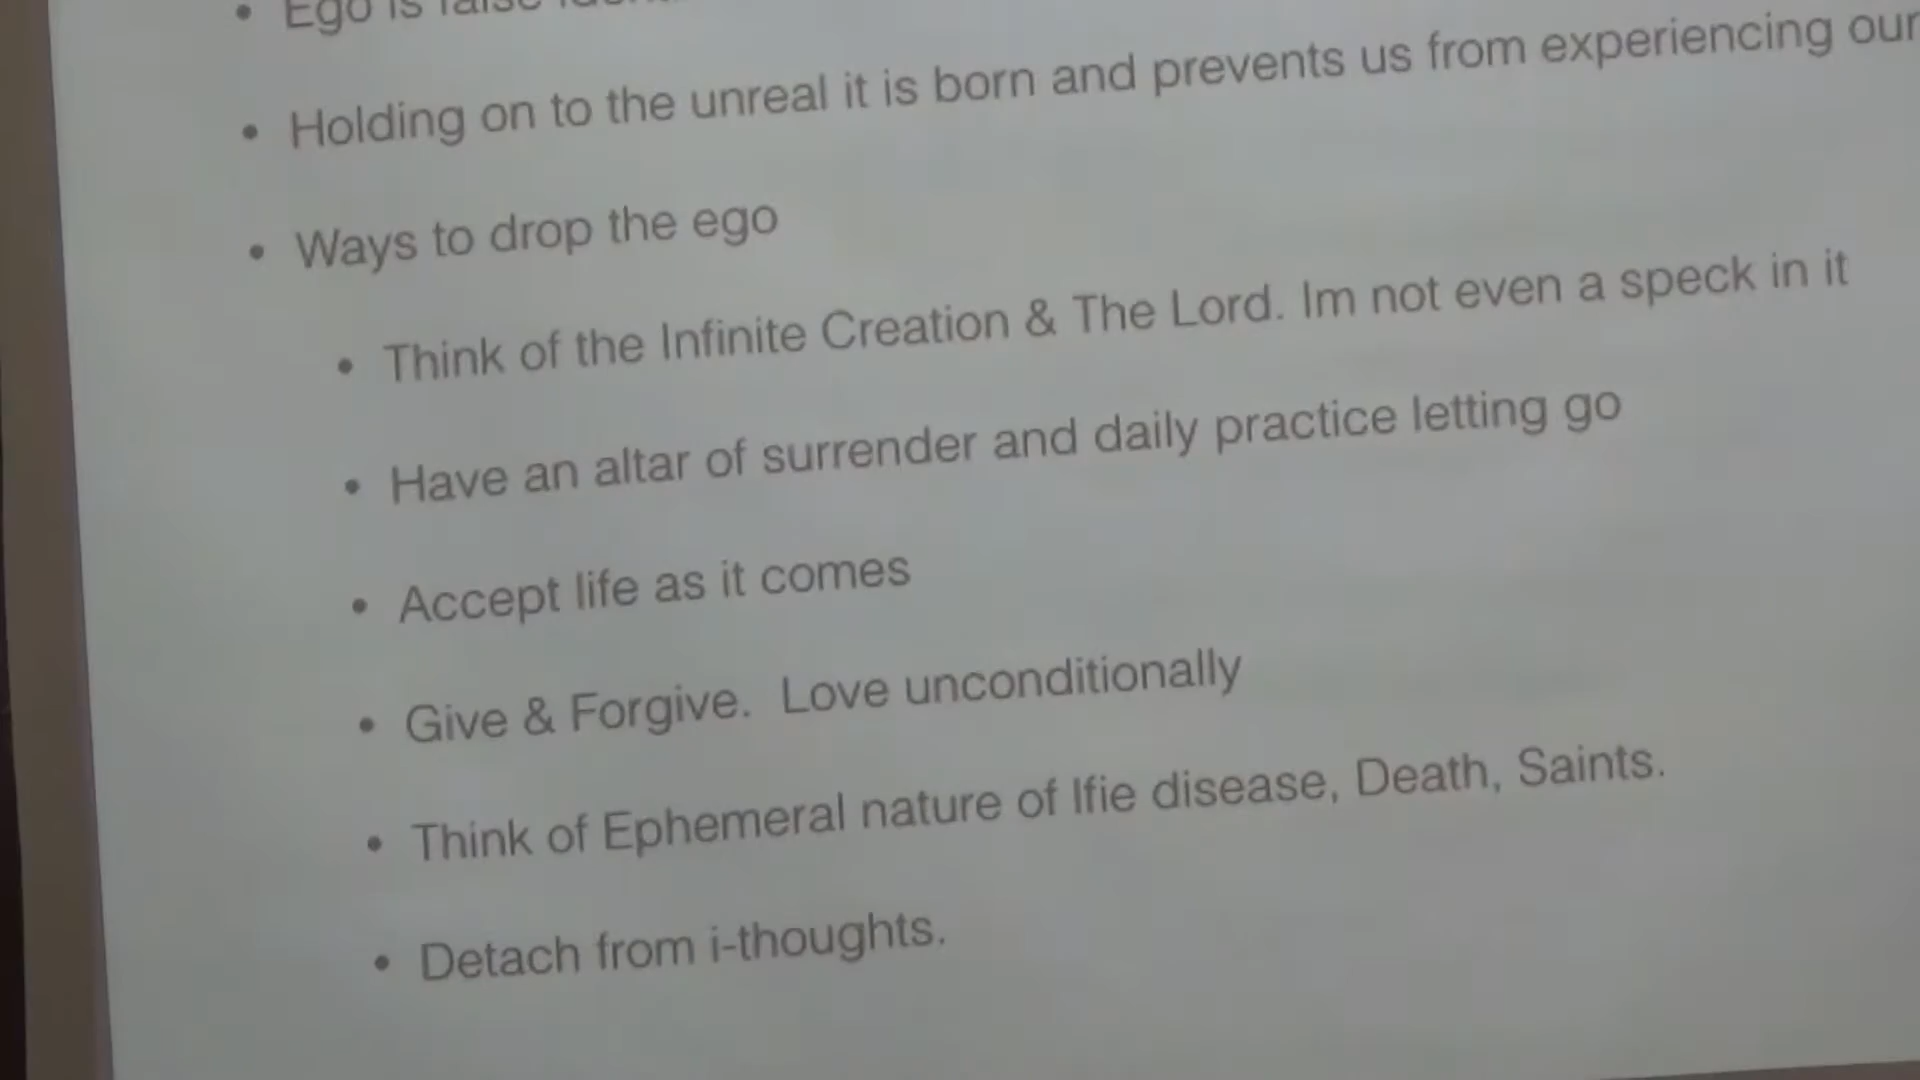 • Ego is false
• Holding on to the unreal it is born and prevents us from experiencing our
• Ways to drop the ego
• Think of the Infinite Creation & The Lord. Im not even a speck in it
• Have an altar of surrender and daily practice letting go
• Accept life as it comes
• Give & Forgive. Love unconditionally
• Think of Ephemeral nature of lfie disease, Death, Saints.
• Detach from i-thoughts.